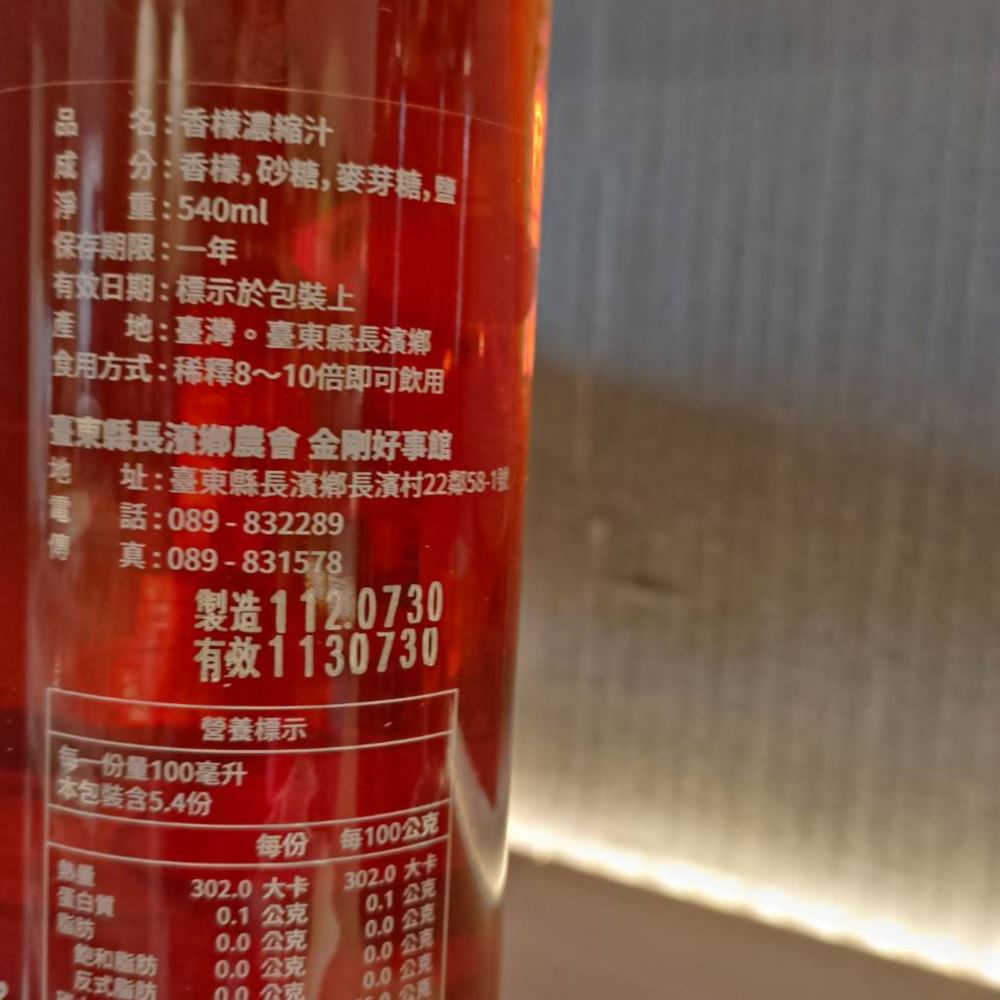 品 名:香檬濃縮汁
成 分:香檬,砂糖,麥芽糖,鹽
淨 重:540ml
保存期限:一年
有效日期:標示於包裝上
產 地:臺灣。臺東縣長濱鄉
食用方式:稀釋8～10倍即可飲用
臺東縣長濱鄉農會 金剛好事館
地 址:臺東縣長濱鄉長濱村22鄰58-1號
電 話:089-832289
傳 真:089-831578
製造112.0730
有效1130730
營養標示
每一份量100毫升
本包裝含5.4份
每份 每100公克
熱量 302.0 大卡 302.0 大卡
蛋白質 0.1 公克 0.1 公克
脂肪 0.0 公克 0.0 公克
飽和脂肪 0.0 公克 0.0 公克
反式脂肪 0.0 公克 0.0 公克